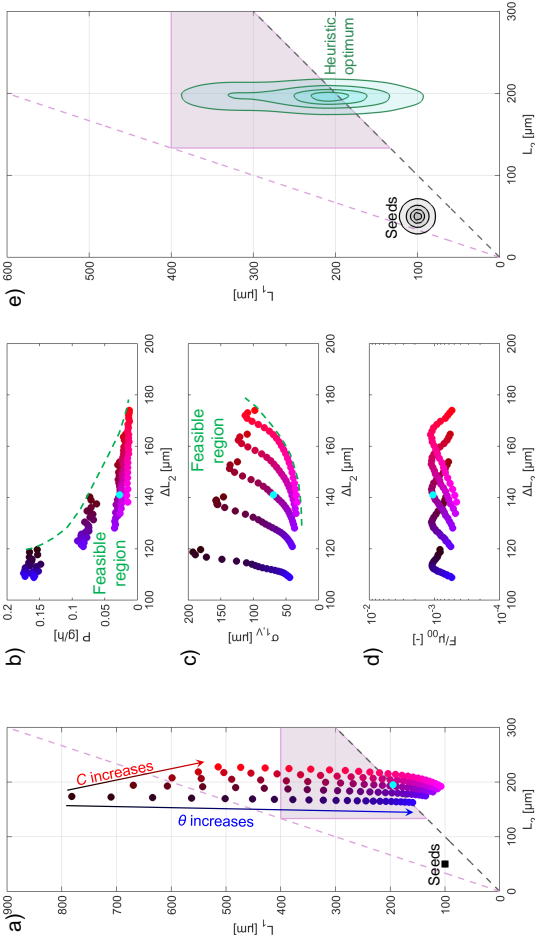 a)
900
800
700
600
500
400
300
200
100
0
L₁ [µm]
0
100
200
300
L₂ [µm]
C increases
θ increases
Seeds
b)
0.2
0.15
0.1
0.05
0
P [g/h]
100
120
140
160
180
200
ΔL₂ [µm]
Feasible
region
c)
200
150
100
50
0
σ₁,V [µm]
100
120
140
160
180
200
ΔL₂ [µm]
Feasible
region
d)
10⁻²
10⁻³
10⁻⁴
F/µ₀₀ [-]
100
120
140
160
180
200
ΔL₂ [µm]
e)
600
500
400
300
200
100
0
L₁ [µm]
0
100
200
300
L₂ [µm]
Heuristic
optimum
Seeds